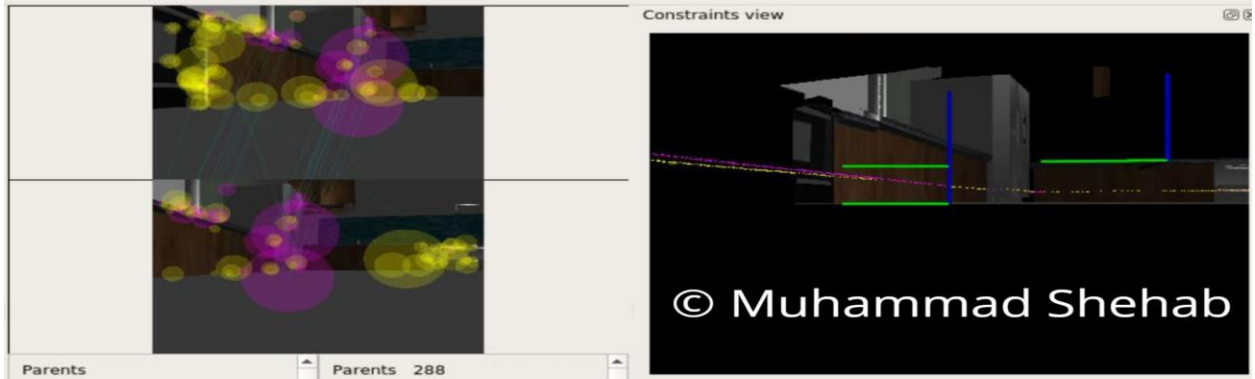 Constraints view
© Muhammad Shehab
Parents
Parents 288